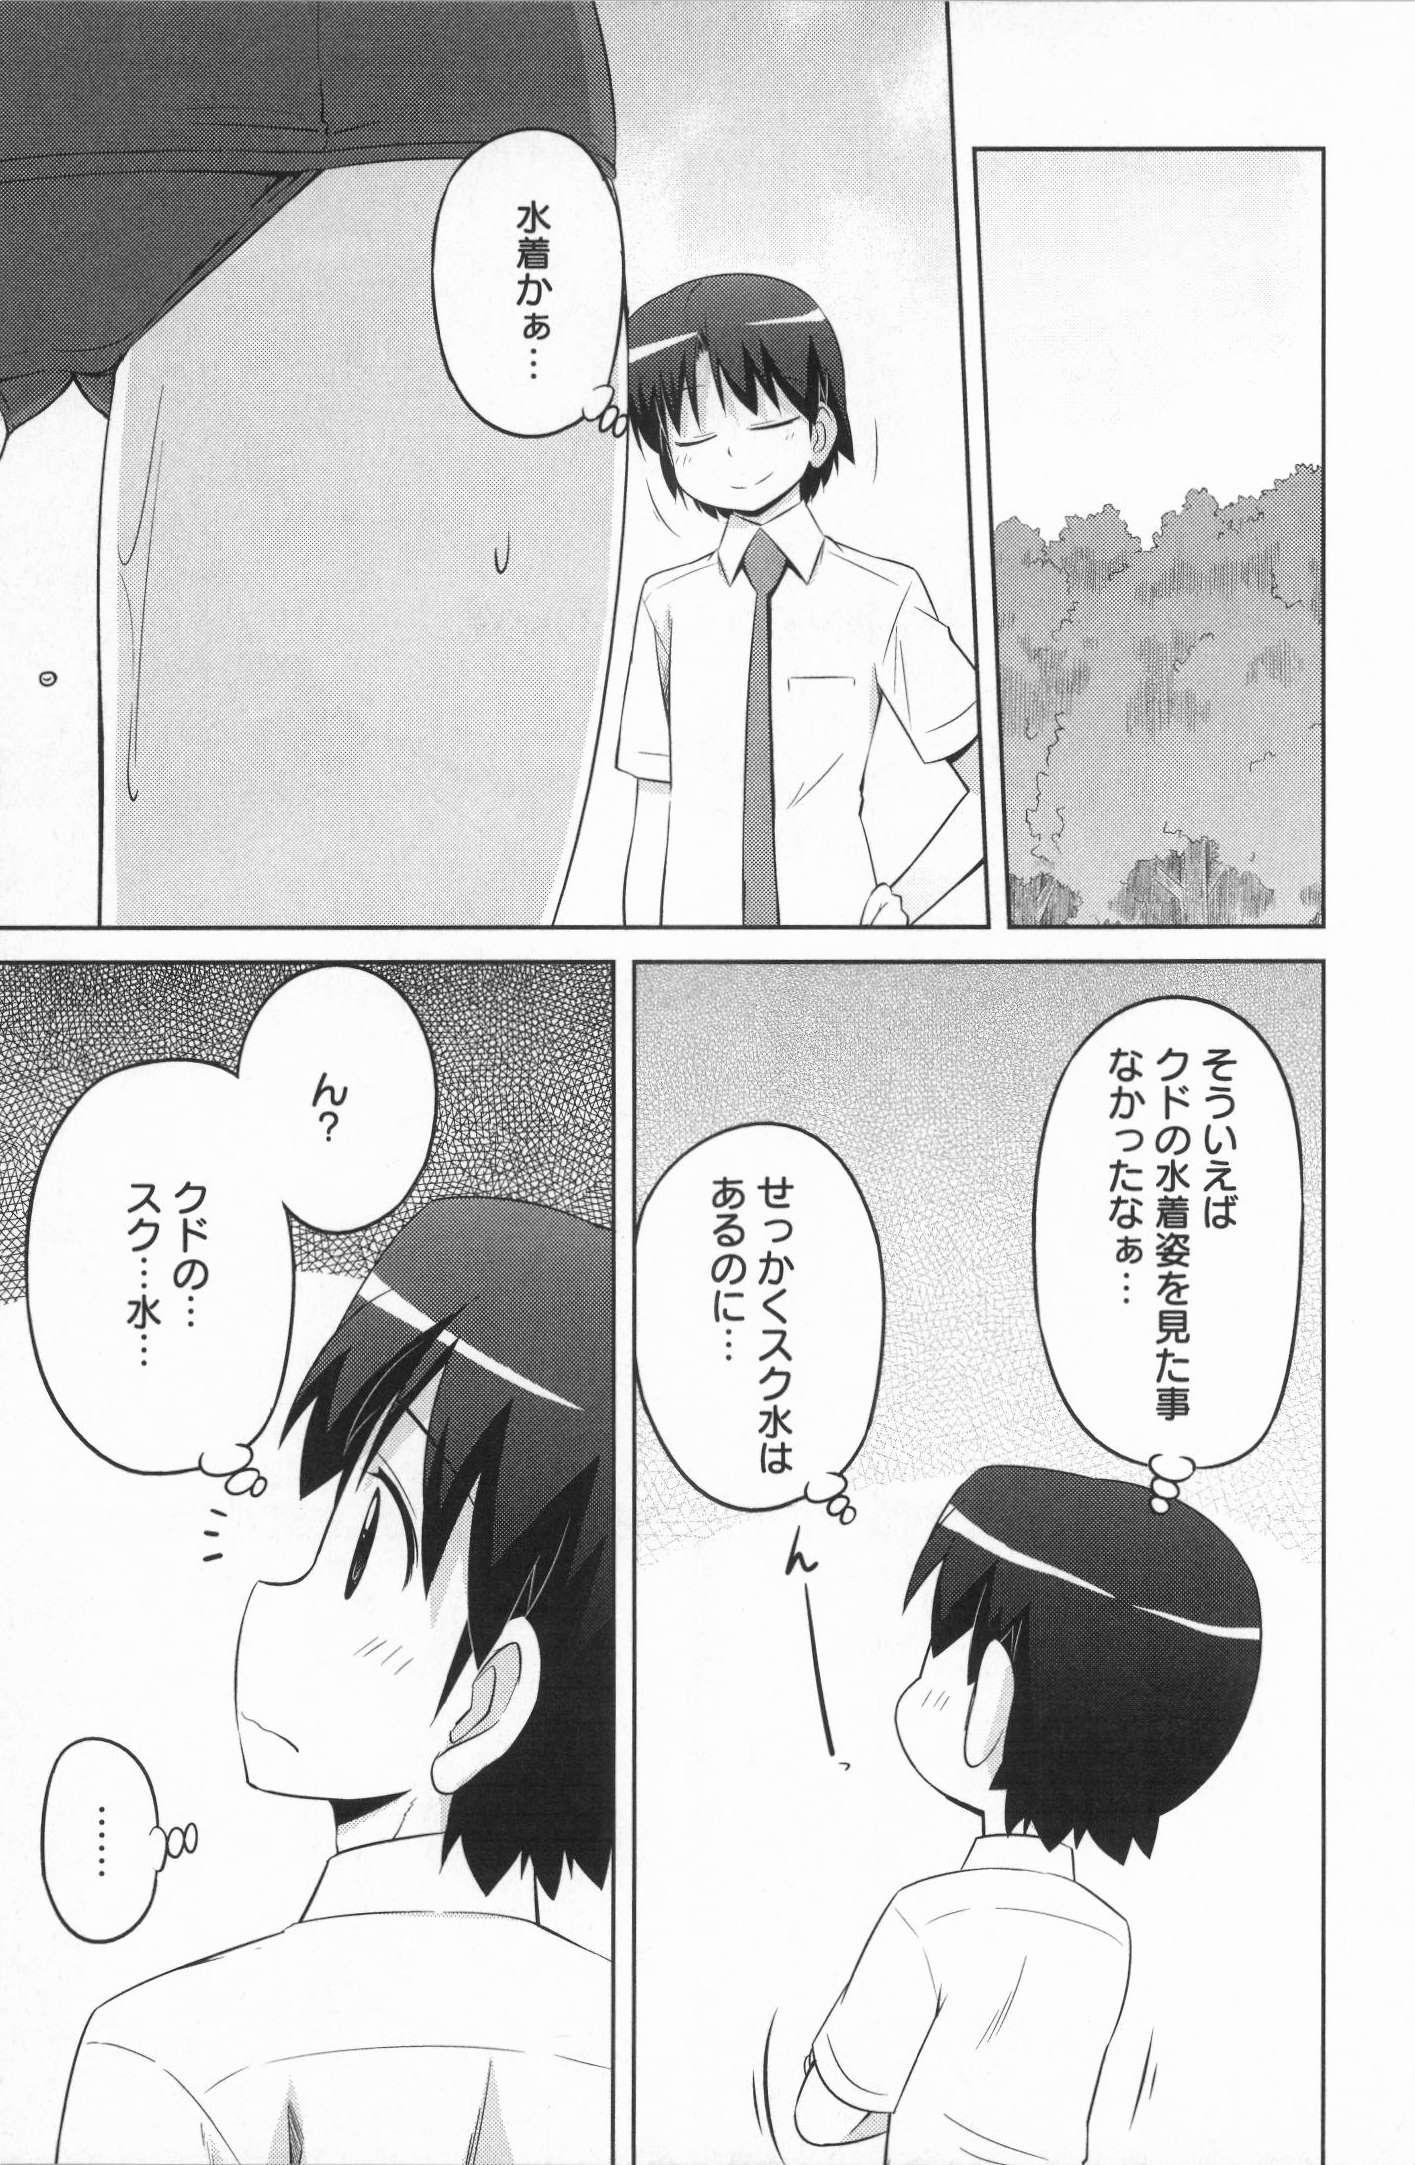 水着かぁ…
そういえば
クドの水着姿を見た事
なかったなぁ…
せっかくスク水は
あるのに…
んーっ
ん？
クドの…
スク…水…
……